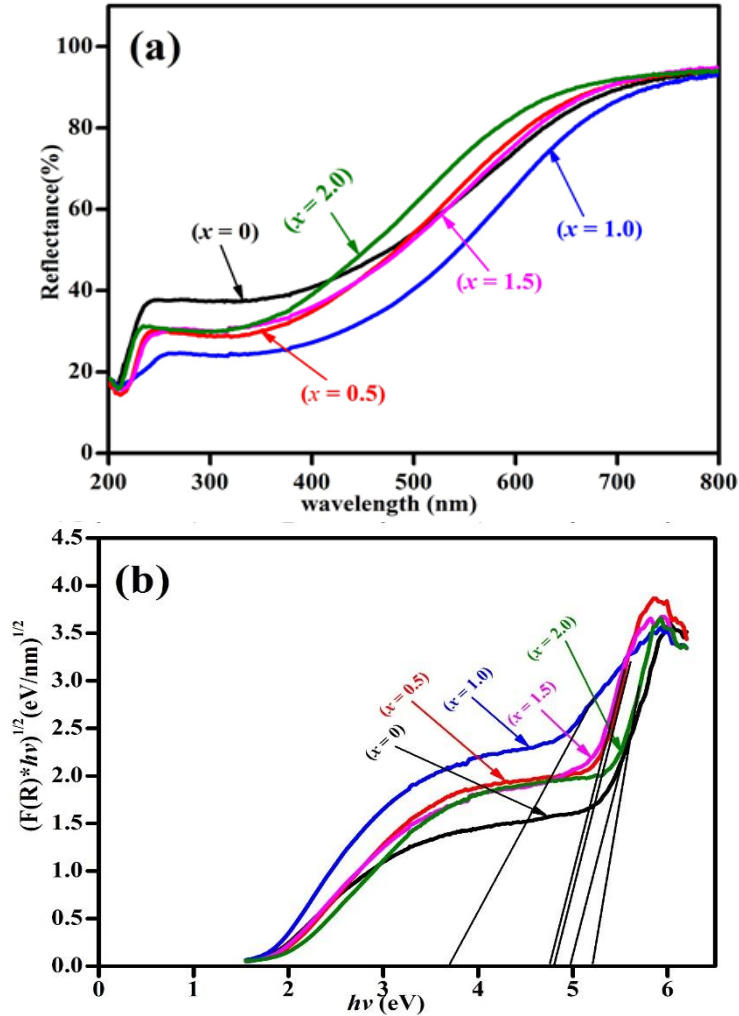 (a)
100
80
60
40
20
0
Reflectance(%)
(x = 0)
(x = 2.0)
(x = 1.0)
(x = 1.5)
(x = 0.5)
200 300 400 500 600 700 800
wavelength (nm)
(b)
4.5
4.0
3.5
3.0
2.5
2.0
1.5
1.0
0.5
0.0
(F(R)*hν)^1/2 (eV/nm)^1/2
(x = 2.0)
(x = 1.0)
(x = 0.5)
(x = 1.5)
(x = 0)
0 1 2 3 4 5 6
hν (eV)